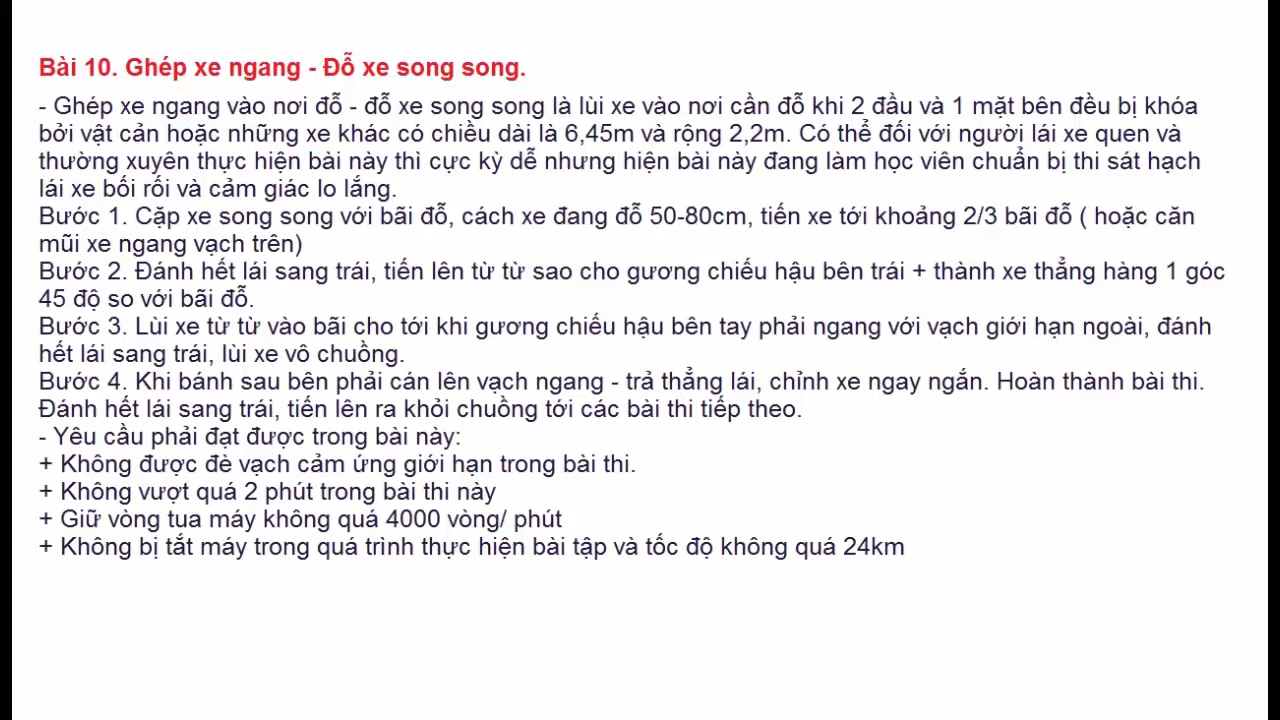 Bài 10. Ghép xe ngang - Đỗ xe song song.
- Ghép xe ngang vào nơi đỗ - đỗ xe song song là lùi xe vào nơi cần đỗ khi 2 đầu và 1 mặt bên đều bị khóa
bởi vật cản hoặc những xe khác có chiều dài là 6,45m và rộng 2,2m. Có thể đối với người lái xe quen và
thường xuyên thực hiện bài này thì cực kỳ dễ nhưng hiện bài này đang làm học viên chuẩn bị thi sát hạch
lái xe bối rối và cảm giác lo lắng.
Bước 1. Cặp xe song song với bãi đỗ, cách xe đang đỗ 50-80cm, tiến xe tới khoảng 2/3 bãi đỗ ( hoặc căn
mũi xe ngang vạch trên)
Bước 2. Đánh hết lái sang trái, tiến lên từ từ sao cho gương chiếu hậu bên trái + thành xe thẳng hàng 1 góc
45 độ so với bãi đỗ.
Bước 3. Lùi xe từ từ vào bãi cho tới khi gương chiếu hậu bên tay phải ngang với vạch giới hạn ngoài, đánh
hết lái sang trái, lùi xe vô chuồng.
Bước 4. Khi bánh sau bên phải cán lên vạch ngang - trả thẳng lái, chỉnh xe ngay ngắn. Hoàn thành bài thi.
Đánh hết lái sang trái, tiến lên ra khỏi chuồng tới các bài thi tiếp theo.
- Yêu cầu phải đạt được trong bài này:
+ Không được đè vạch cảm ứng giới hạn trong bài thi.
+ Không vượt quá 2 phút trong bài thi này
+ Giữ vòng tua máy không quá 4000 vòng/ phút
+ Không bị tắt máy trong quá trình thực hiện bài tập và tốc độ không quá 24km